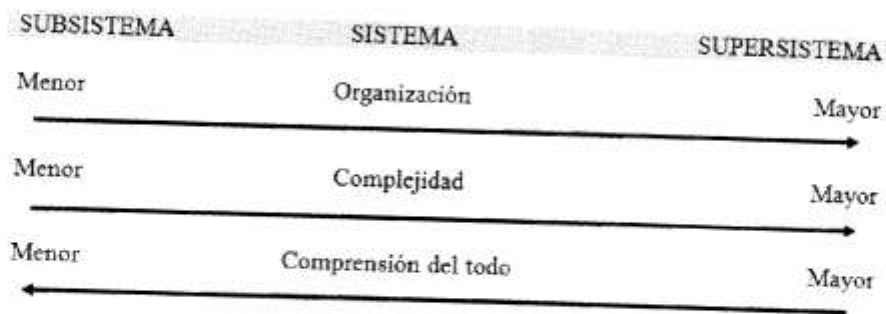 SUBSISTEMA SISTEMA SUPERSISTEMA
Menor Organización Mayor
Menor Complejidad Mayor
Menor Comprensión del todo Mayor